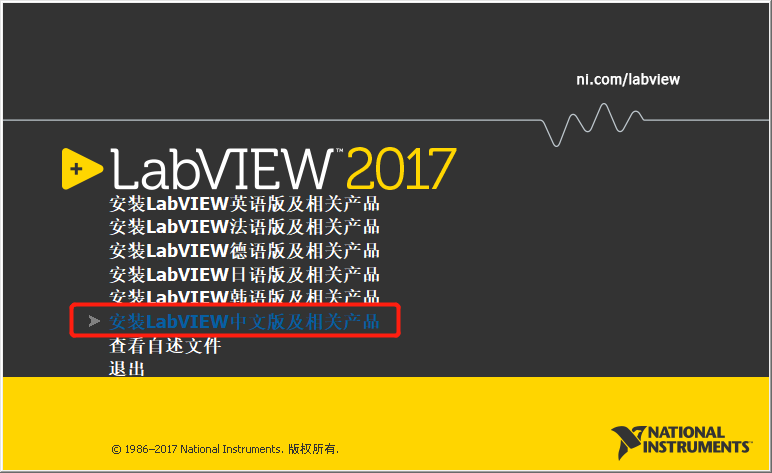 ni.com/labview
LabVIEW™ 2017
安装LabVIEW英语版及相关产品
安装LabVIEW法语版及相关产品
安装LabVIEW德语版及相关产品
安装LabVIEW日语版及相关产品
安装LabVIEW韩语版及相关产品
安装LabVIEW中文版及相关产品
查看自述文件
退出
© 1986–2017 National Instruments. 版权所有.
NATIONAL
INSTRUMENTS™